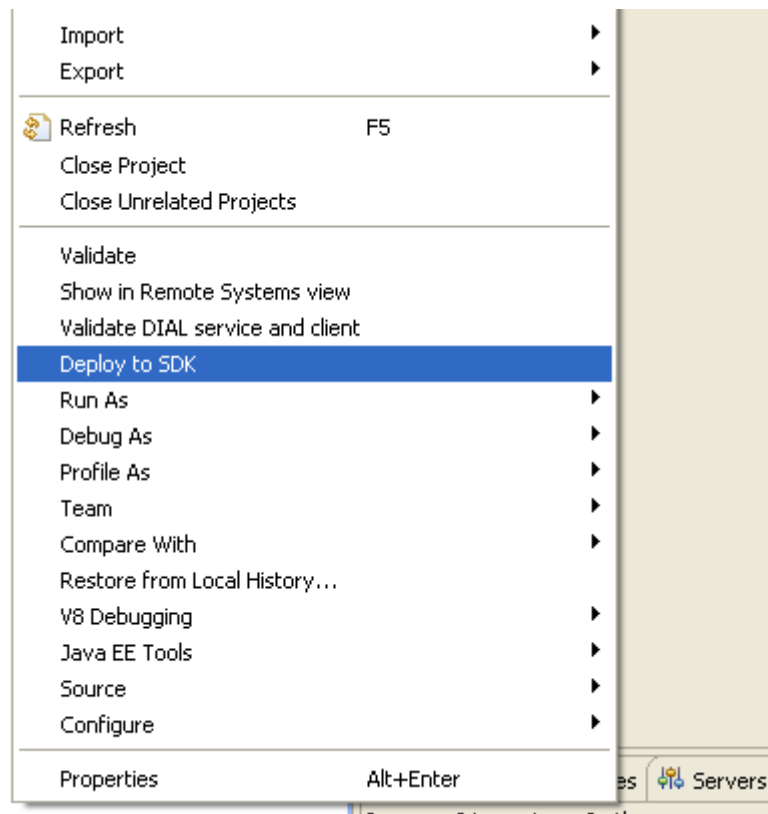 Import
Export
Refresh F5
Close Project
Close Unrelated Projects
Validate
Show in Remote Systems view
Validate DIAL service and client
Deploy to SDK
Run As
Debug As
Profile As
Team
Compare With
Restore from Local History...
V8 Debugging
Java EE Tools
Source
Configure
Properties Alt+Enter
es Servers